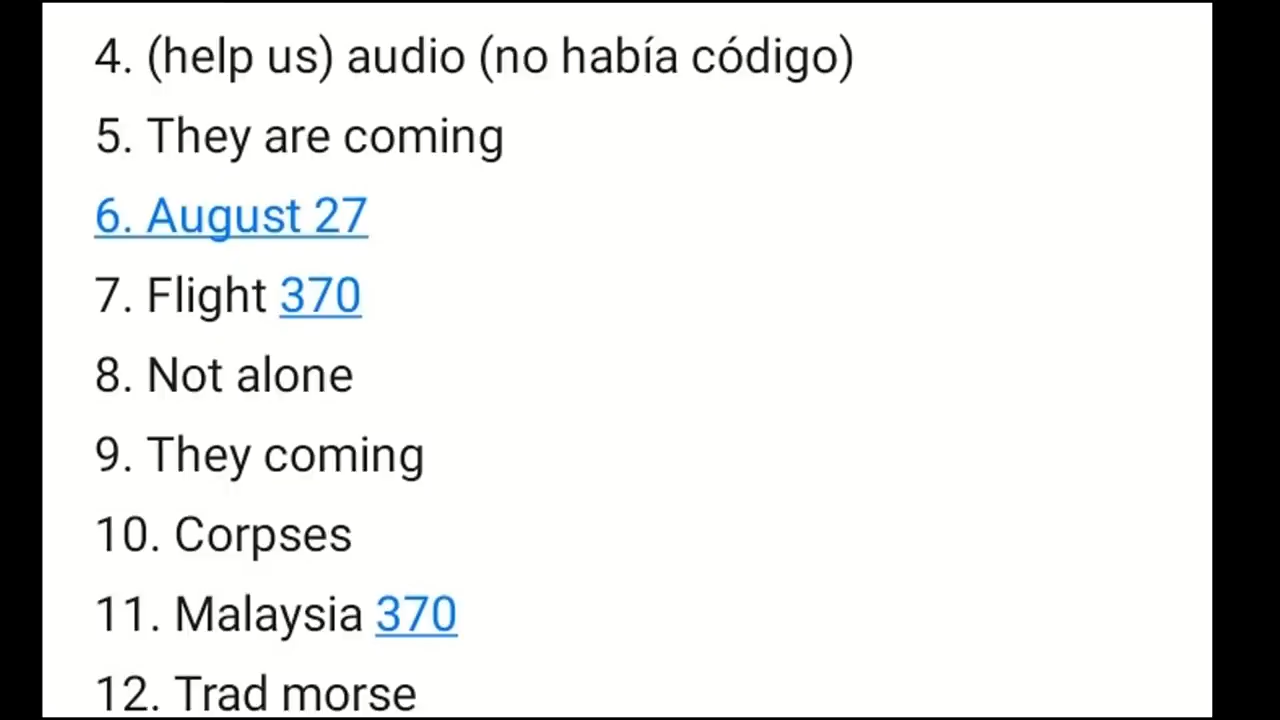 4. (help us) audio (no había código)
5. They are coming
6. August 27
7. Flight 370
8. Not alone
9. They coming
10. Corpses
11. Malaysia 370
12. Trad morse